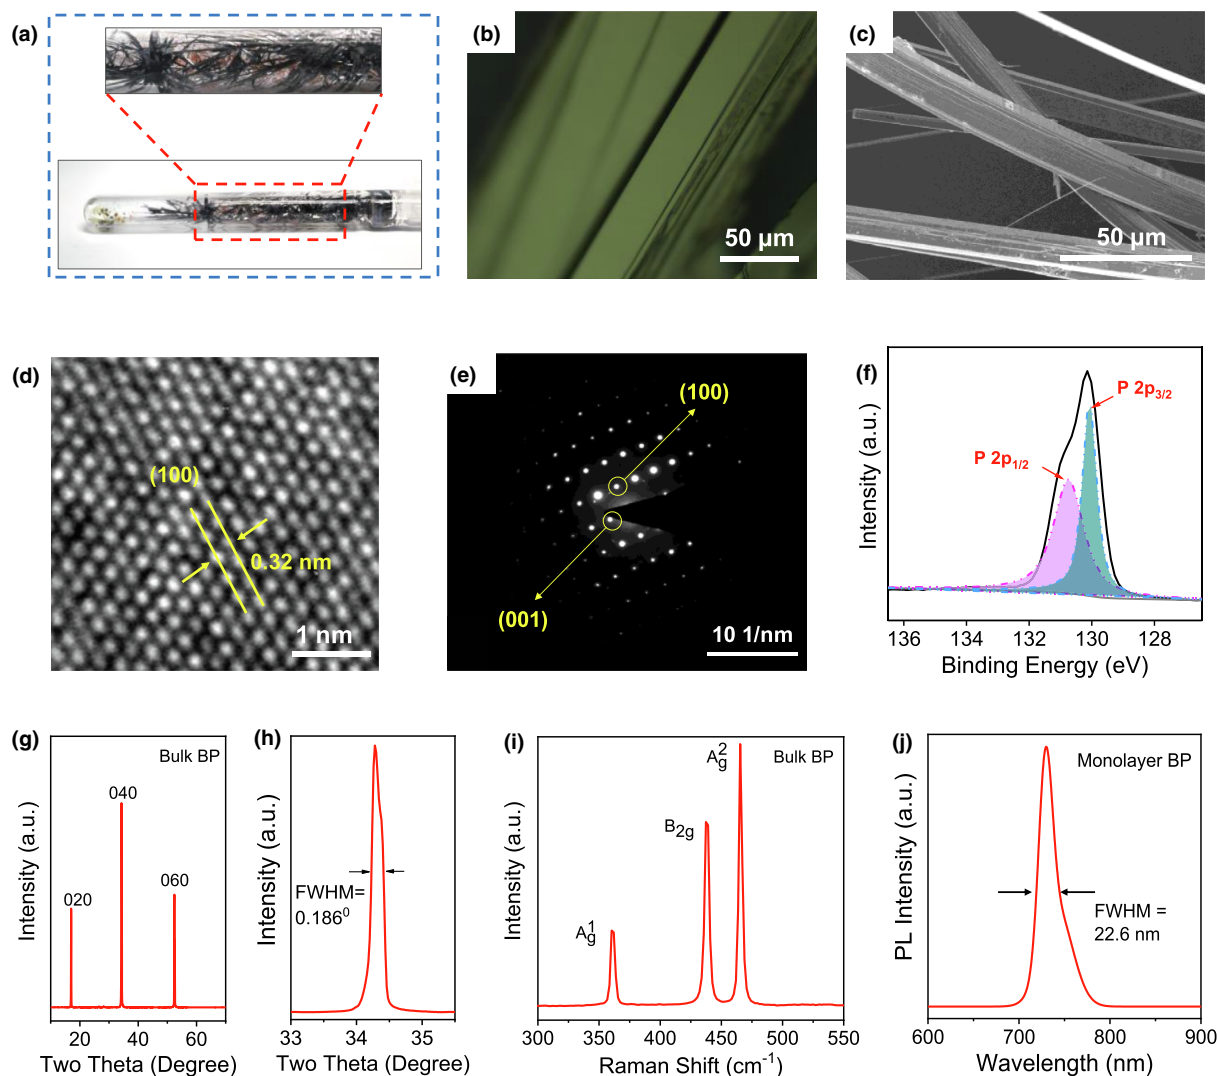 (a)
(b)
50 μm
(c)
50 μm
(d)
(100)
0.32 nm
1 nm
(e)
(100)
(001)
10 1/nm
(f)
P 2p3/2
P 2p1/2
Intensity (a.u.)
136 134 132 130 128
Binding Energy (eV)
(g)
Bulk BP
040
060
020
Intensity (a.u.)
20 40 60
Two Theta (Degree)
(h)
FWHM=
0.186⁰
Intensity (a.u.)
33 34 35
Two Theta (Degree)
(i)
A²g
Bulk BP
B2g
A¹g
Intensity (a.u.)
300 350 400 450 500 550
Raman Shift (cm⁻¹)
(j)
Monolayer BP
FWHM =
22.6 nm
PL Intensity (a.u.)
600 700 800 900
Wavelength (nm)